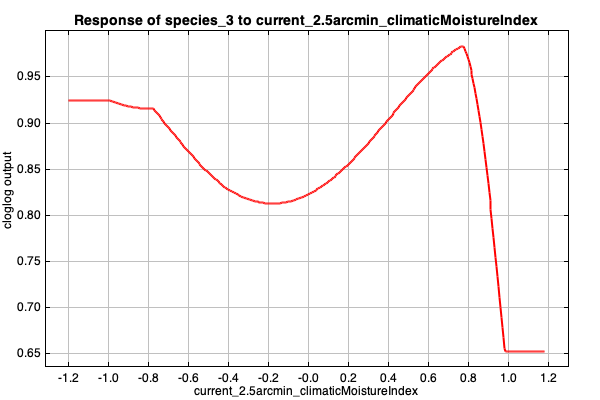 Response of species_3 to current_2.5arcmin_climaticMoistureIndex
cloglog output
0.95
0.90
0.85
0.80
0.75
0.70
0.65
-1.2 -1.0 -0.8 -0.6 -0.4 -0.2 -0.0 0.2 0.4 0.6 0.8 1.0 1.2
current_2.5arcmin_climaticMoistureIndex